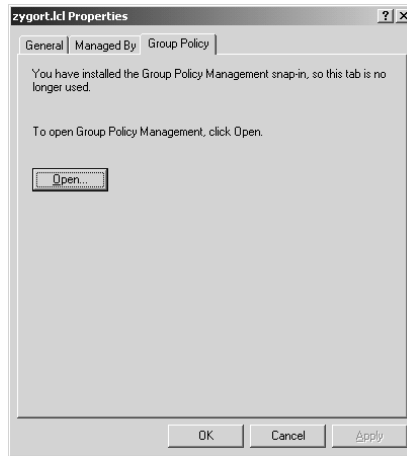 zygort.lcl Properties
General Managed By Group Policy
You have installed the Group Policy Management snap-in, so this tab is no
longer used.
To open Group Policy Management, click Open.
Open...
OK Cancel Apply